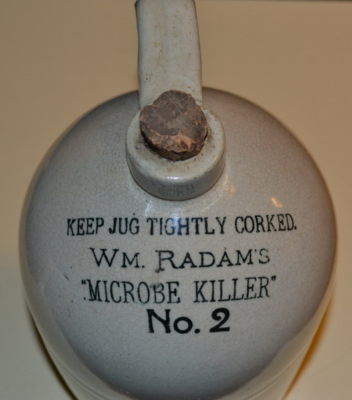 KEEP JUG TIGHTLY CORKED.
WM. RADAM'S
"MICROBE KILLER"
No. 2